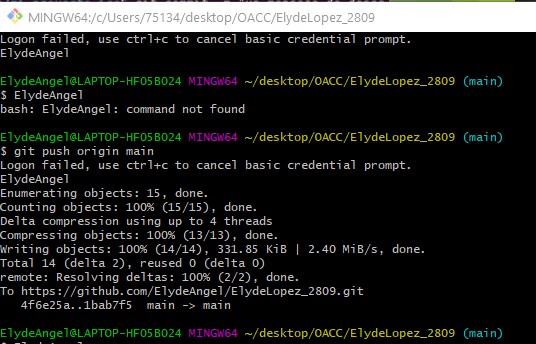 MINGW64:/c/Users/75134/desktop/OACC/ElydeLopez_2809
Logon failed, use ctrl+c to cancel basic credential prompt.
ElydeAngel
ElydeAngel@LAPTOP-HF05B024 MINGW64 ~/desktop/OACC/ElydeLopez_2809 (main)
$ ElydeAngel
bash: ElydeAngel: command not found
ElydeAngel@LAPTOP-HF05B024 MINGW64 ~/desktop/OACC/ElydeLopez_2809 (main)
$ git push origin main
Logon failed, use ctrl+c to cancel basic credential prompt.
ElydeAngel
Enumerating objects: 15, done.
Counting objects: 100% (15/15), done.
Delta compression using up to 4 threads
Compressing objects: 100% (13/13), done.
Writing objects: 100% (14/14), 331.85 KiB | 2.40 MiB/s, done.
Total 14 (delta 2), reused 0 (delta 0)
remote: Resolving deltas: 100% (2/2), done.
To https://github.com/ElydeAngel/ElydeLopez_2809.git
   4f6e25a..1bab7f5  main -> main
ElydeAngel@LAPTOP-HF05B024 MINGW64 ~/desktop/OACC/ElydeLopez_2809 (main)